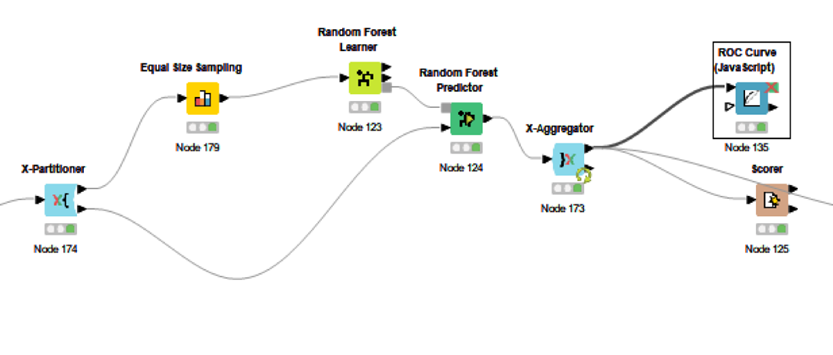 Random Forest
Learner
ROC Curve
(JavaScript)
Equal Size Sampling
Random Forest
Predictor
X-Aggregator
Node 179
Node 123
Node 135
X-Partitioner
Node 124
Scorer
Node 173
Node 174
Node 125